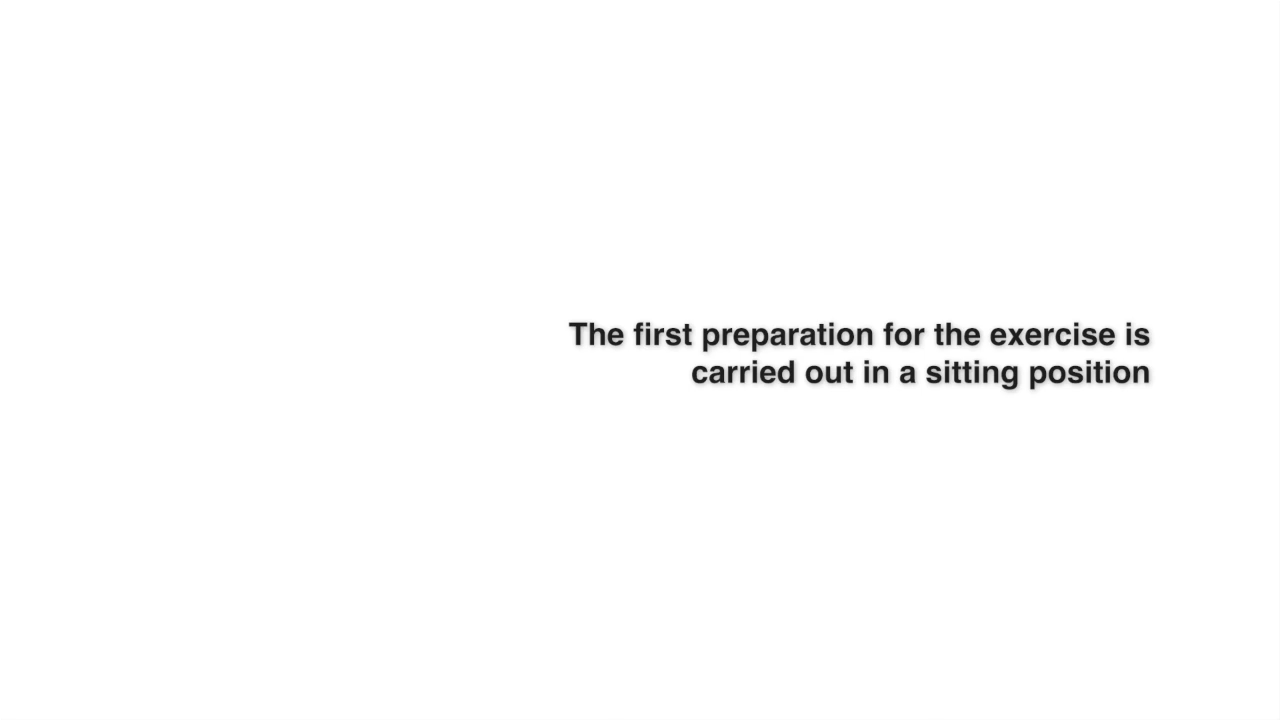 The first preparation for the exercise is
carried out in a sitting position